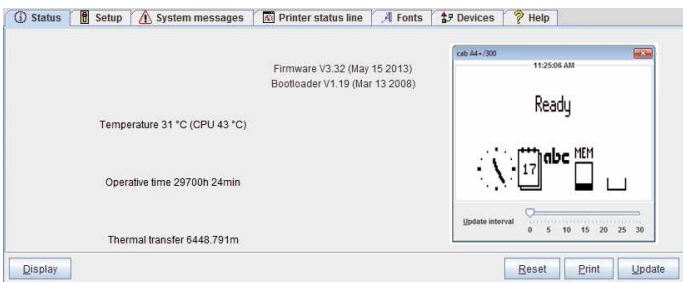 Status Setup System messages Printer status line Fonts Devices Help
Firmware V3.32 (May 15 2013)
Bootloader V1.19 (Mar 13 2008)
Temperature 31 °C (CPU 43 °C)
Operative time 29700h 24min
Thermal transfer 6448.791m
cab A4+/300
11:25:06 AM
Ready
17 abc MEM
Update interval
0 5 10 15 20 25 30
Display Reset Print Update